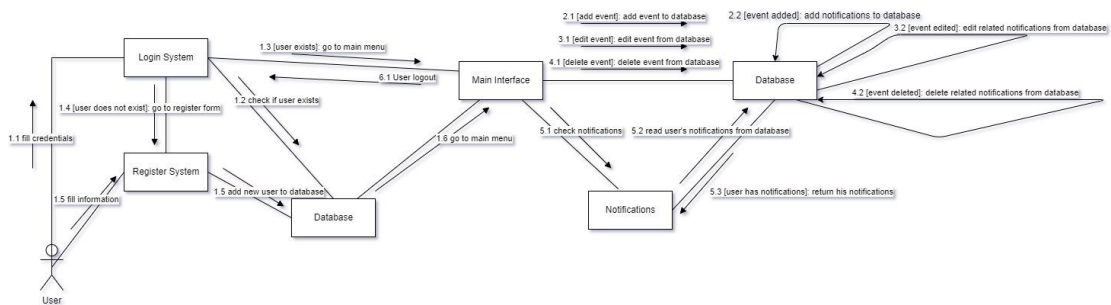 2.1 [add event]: add event to database
2.2 [event added]: add notifications to database
3.1 [edit event]: edit event from database
3.2 [event edited]: edit related notifications from database
1.3 [user exists]: go to main menu
4.1 [delete event]: delete event from database
Login System
6.1 User logout
Main Interface
Database
4.2 [event deleted]: delete related notifications from database
1.4 [user does not exist]: go to register form
1.2 check if user exists
1.1 fill credentials
1.6 go to main menu
5.1 check notifications
5.2 read user's notifications from database
Register System
1.5 add new user to database
5.3 [user has notifications]: return his notifications
1.5 fill information
Database
Notifications
User